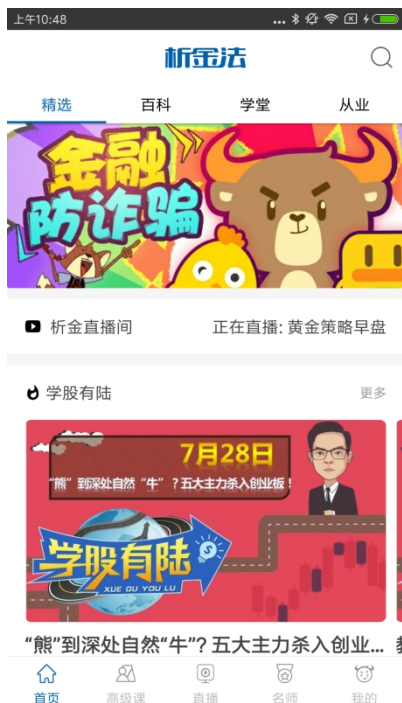 上午10:48
析金法
精选 百科 学堂 从业
金融
防诈骗
析金直播间 正在直播: 黄金策略早盘
学股有陆 更多
7月28日
“熊”到深处自然“牛”？五大主力杀入创业板！
学股有陆
XUE GU YOU LU
“熊”到深处自然“牛”? 五大主力杀入创业...
首页 高级课 直播 名师 我的